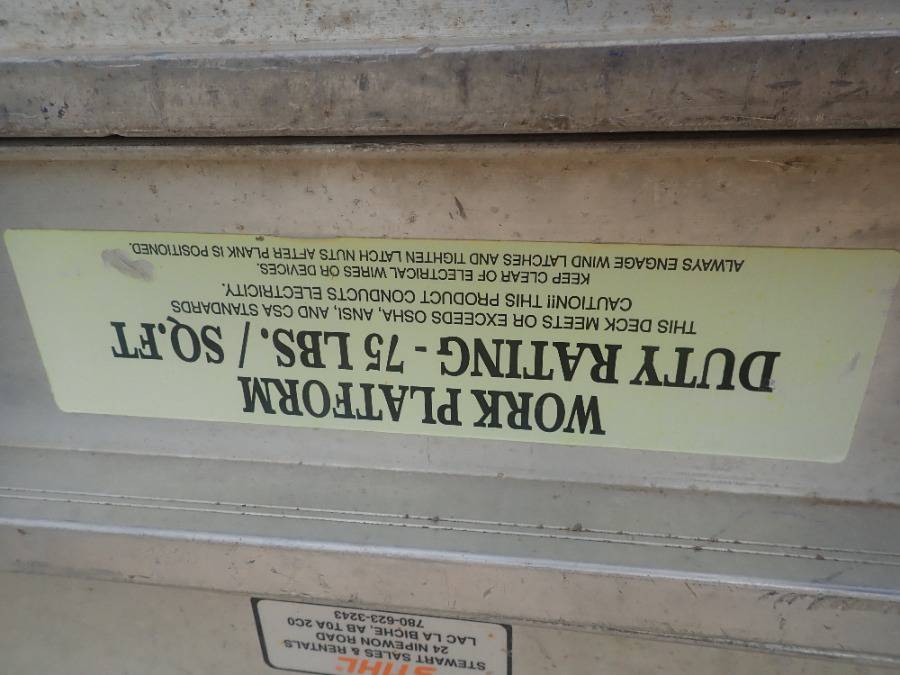 WORK PLATFORM
DUTY RATING - 75 LBS. / SQ.FT
THIS DECK MEETS OR EXCEEDS OSHA, ANSI, AND CSA STANDARDS
CAUTION!! THIS PRODUCT CONDUCTS ELECTRICITY.
KEEP CLEAR OF ELECTRICAL WIRES OR DEVICES.
ALWAYS ENGAGE WIND LATCHES AND TIGHTEN LATCH NUTS AFTER PLANK IS POSITIONED.
STIHL
STEWART SALES & RENTALS
24 NIPEWON ROAD
LAC LA BICHE, AB T0A 2C0
780-623-3243